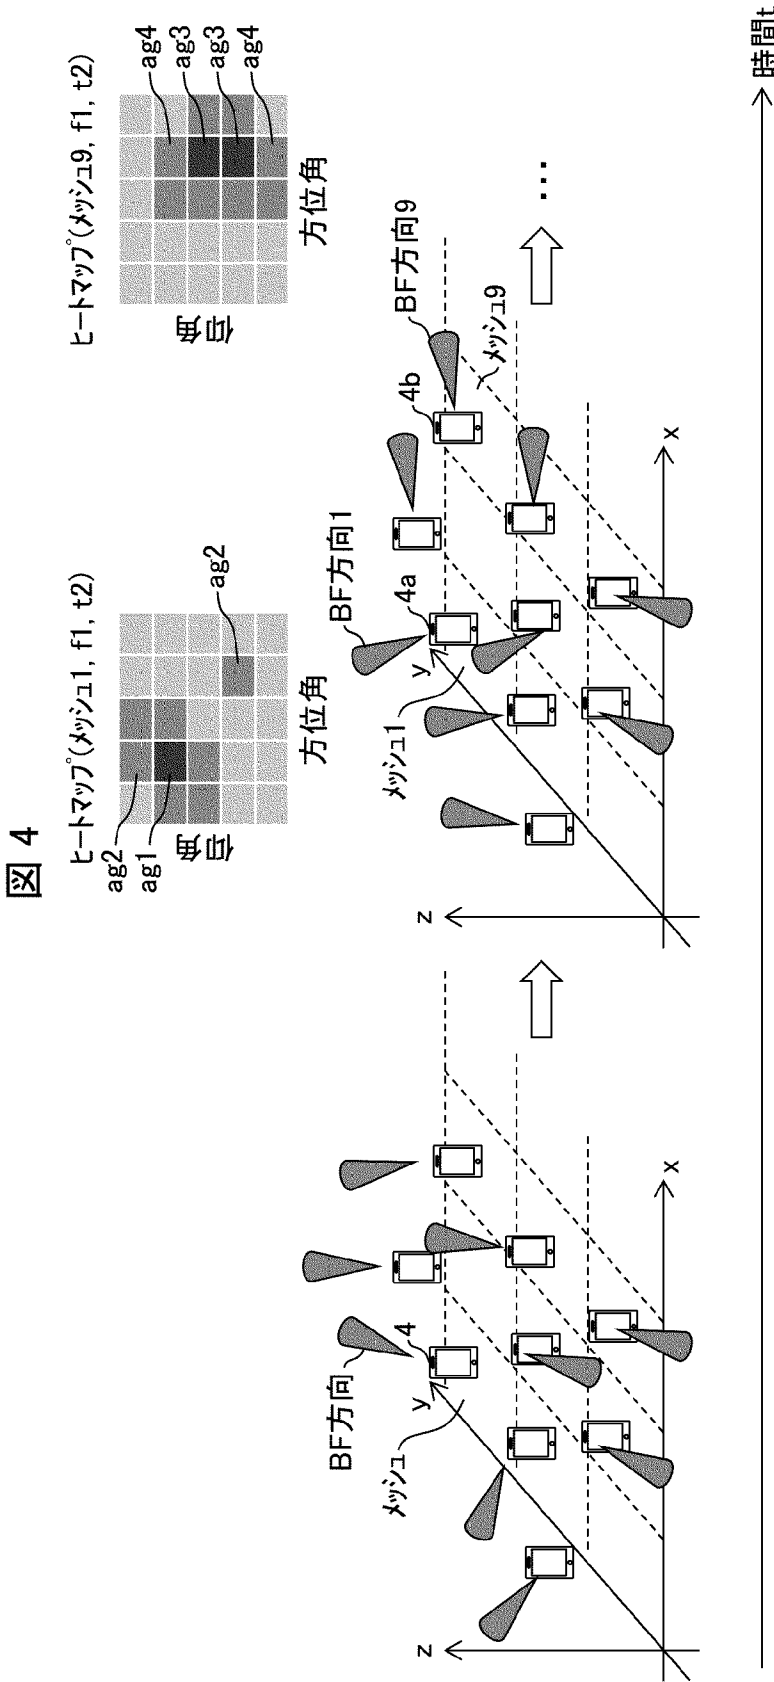 図 4
ヒートマップ(メッシュ1, f1, t2)
ag2
ag1
仰角
方位角
ag2
ヒートマップ(メッシュ9, f1, t2)
仰角
方位角
ag4
ag3
ag3
ag4
z
y
x
メッシュ
BF方向
4
z
y
x
メッシュ1
BF方向1
4a
4b
BF方向9
メッシュ9
…
時間t